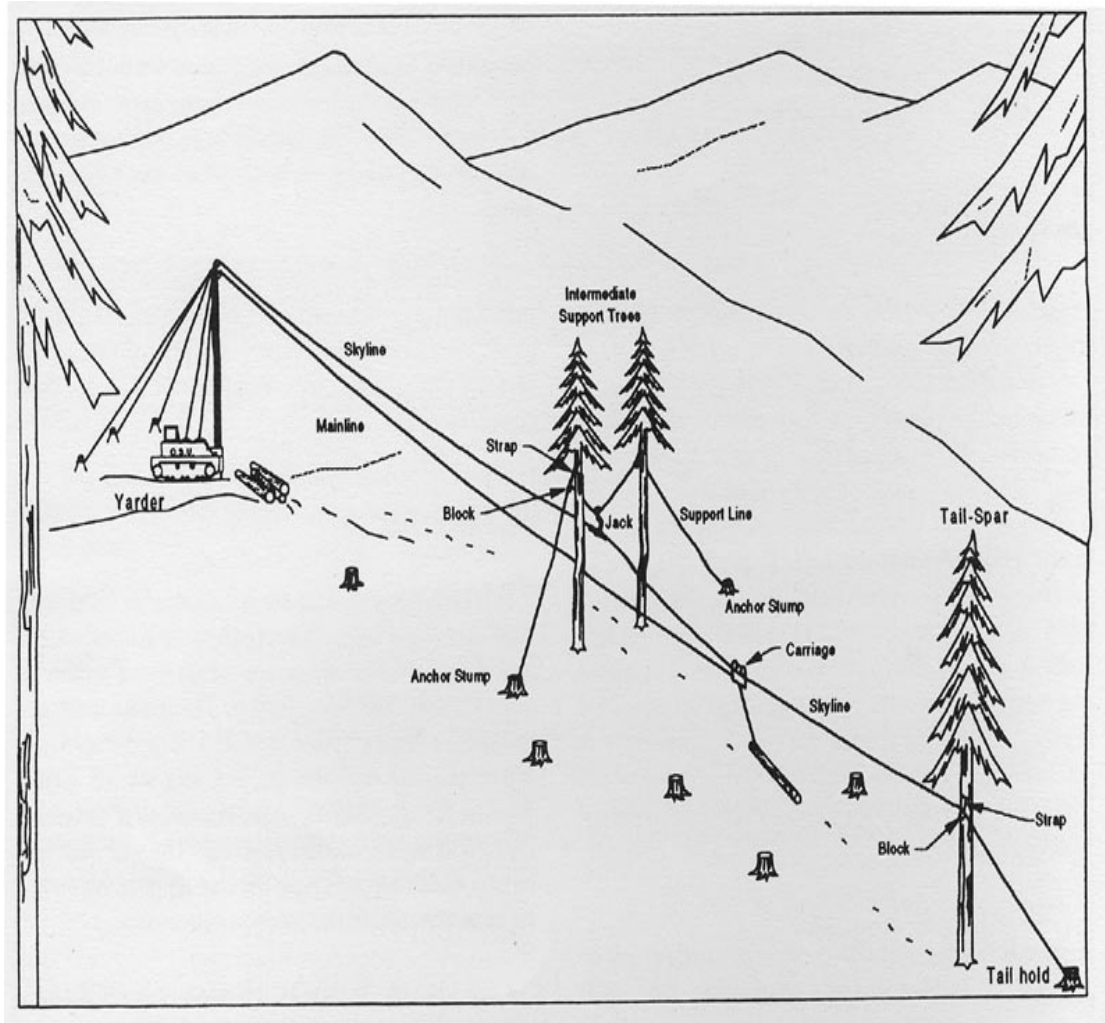 Intermediate
Support Trees
Skyline
Mainline
Strap
Block
Jack
Support Line
Tail-Spar
O.S.U.
Yarder
Anchor Stump
Anchor Stump
Carriage
Skyline
Strap
Block
Tail hold